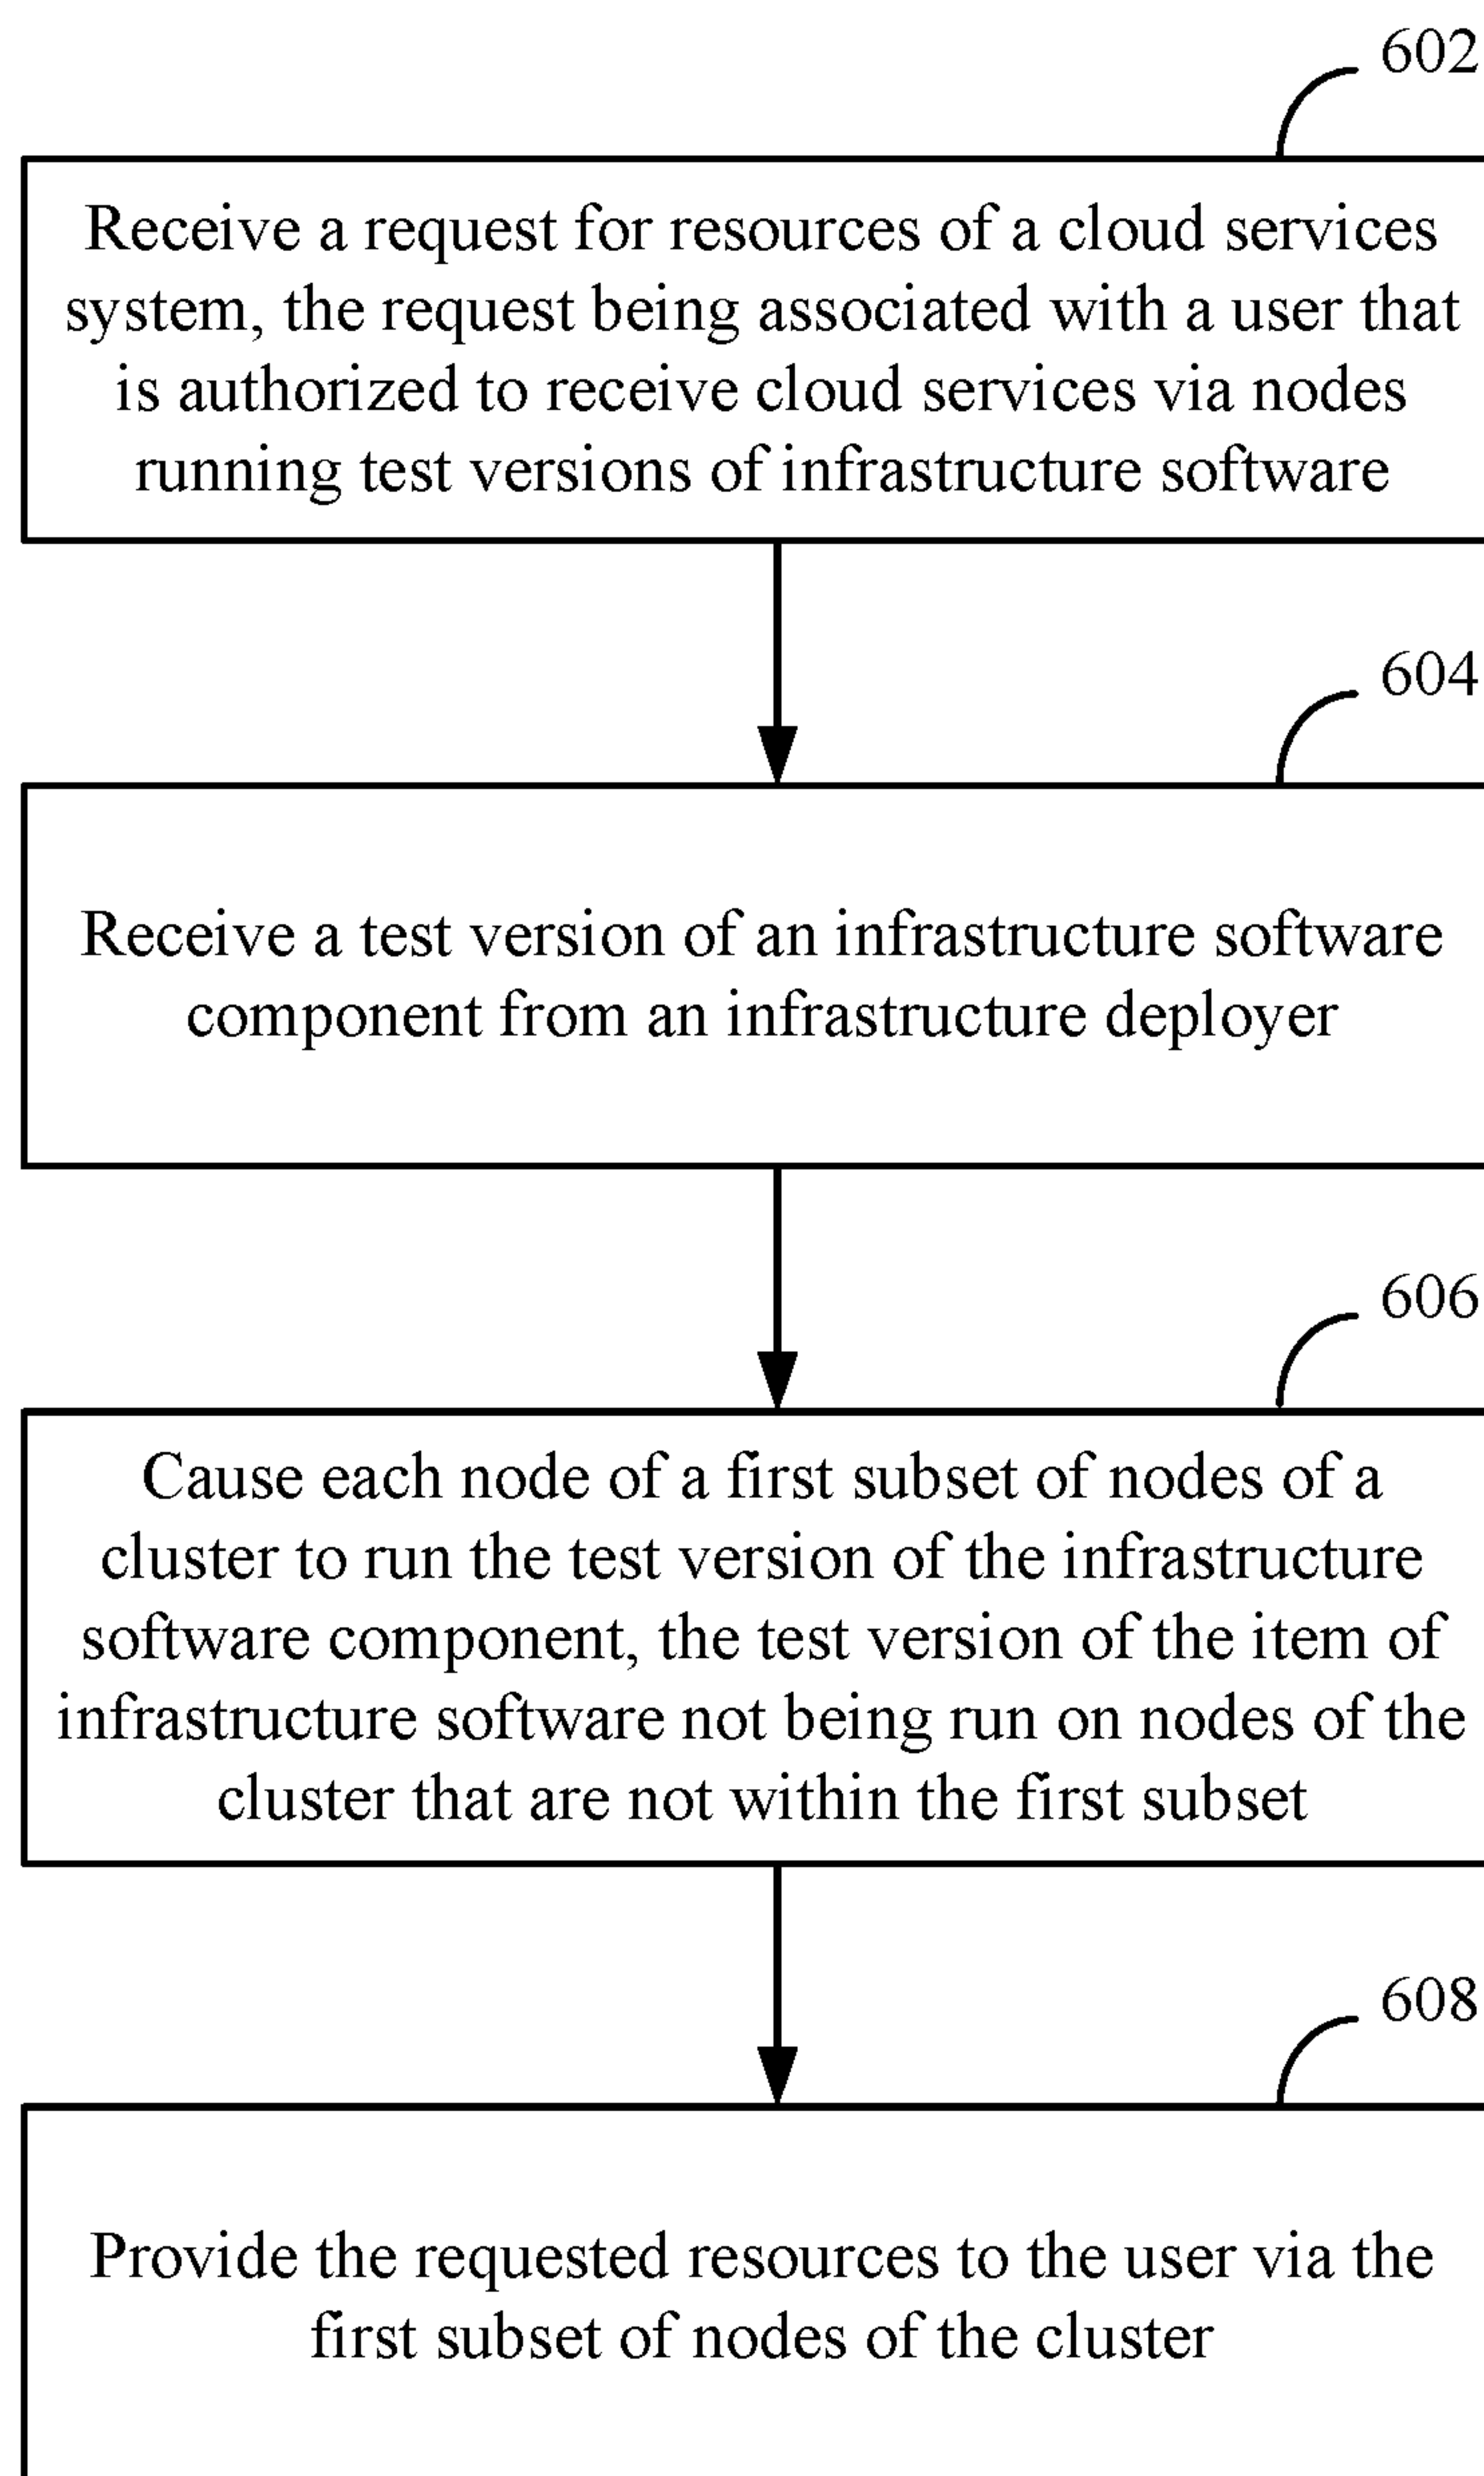 602
Receive a request for resources of a cloud services
system, the request being associated with a user that
is authorized to receive cloud services via nodes
running test versions of infrastructure software
604
Receive a test version of an infrastructure software
component from an infrastructure deployer
606
Cause each node of a first subset of nodes of a
cluster to run the test version of the infrastructure
software component, the test version of the item of
infrastructure software not being run on nodes of the
cluster that are not within the first subset
608
Provide the requested resources to the user via the
first subset of nodes of the cluster